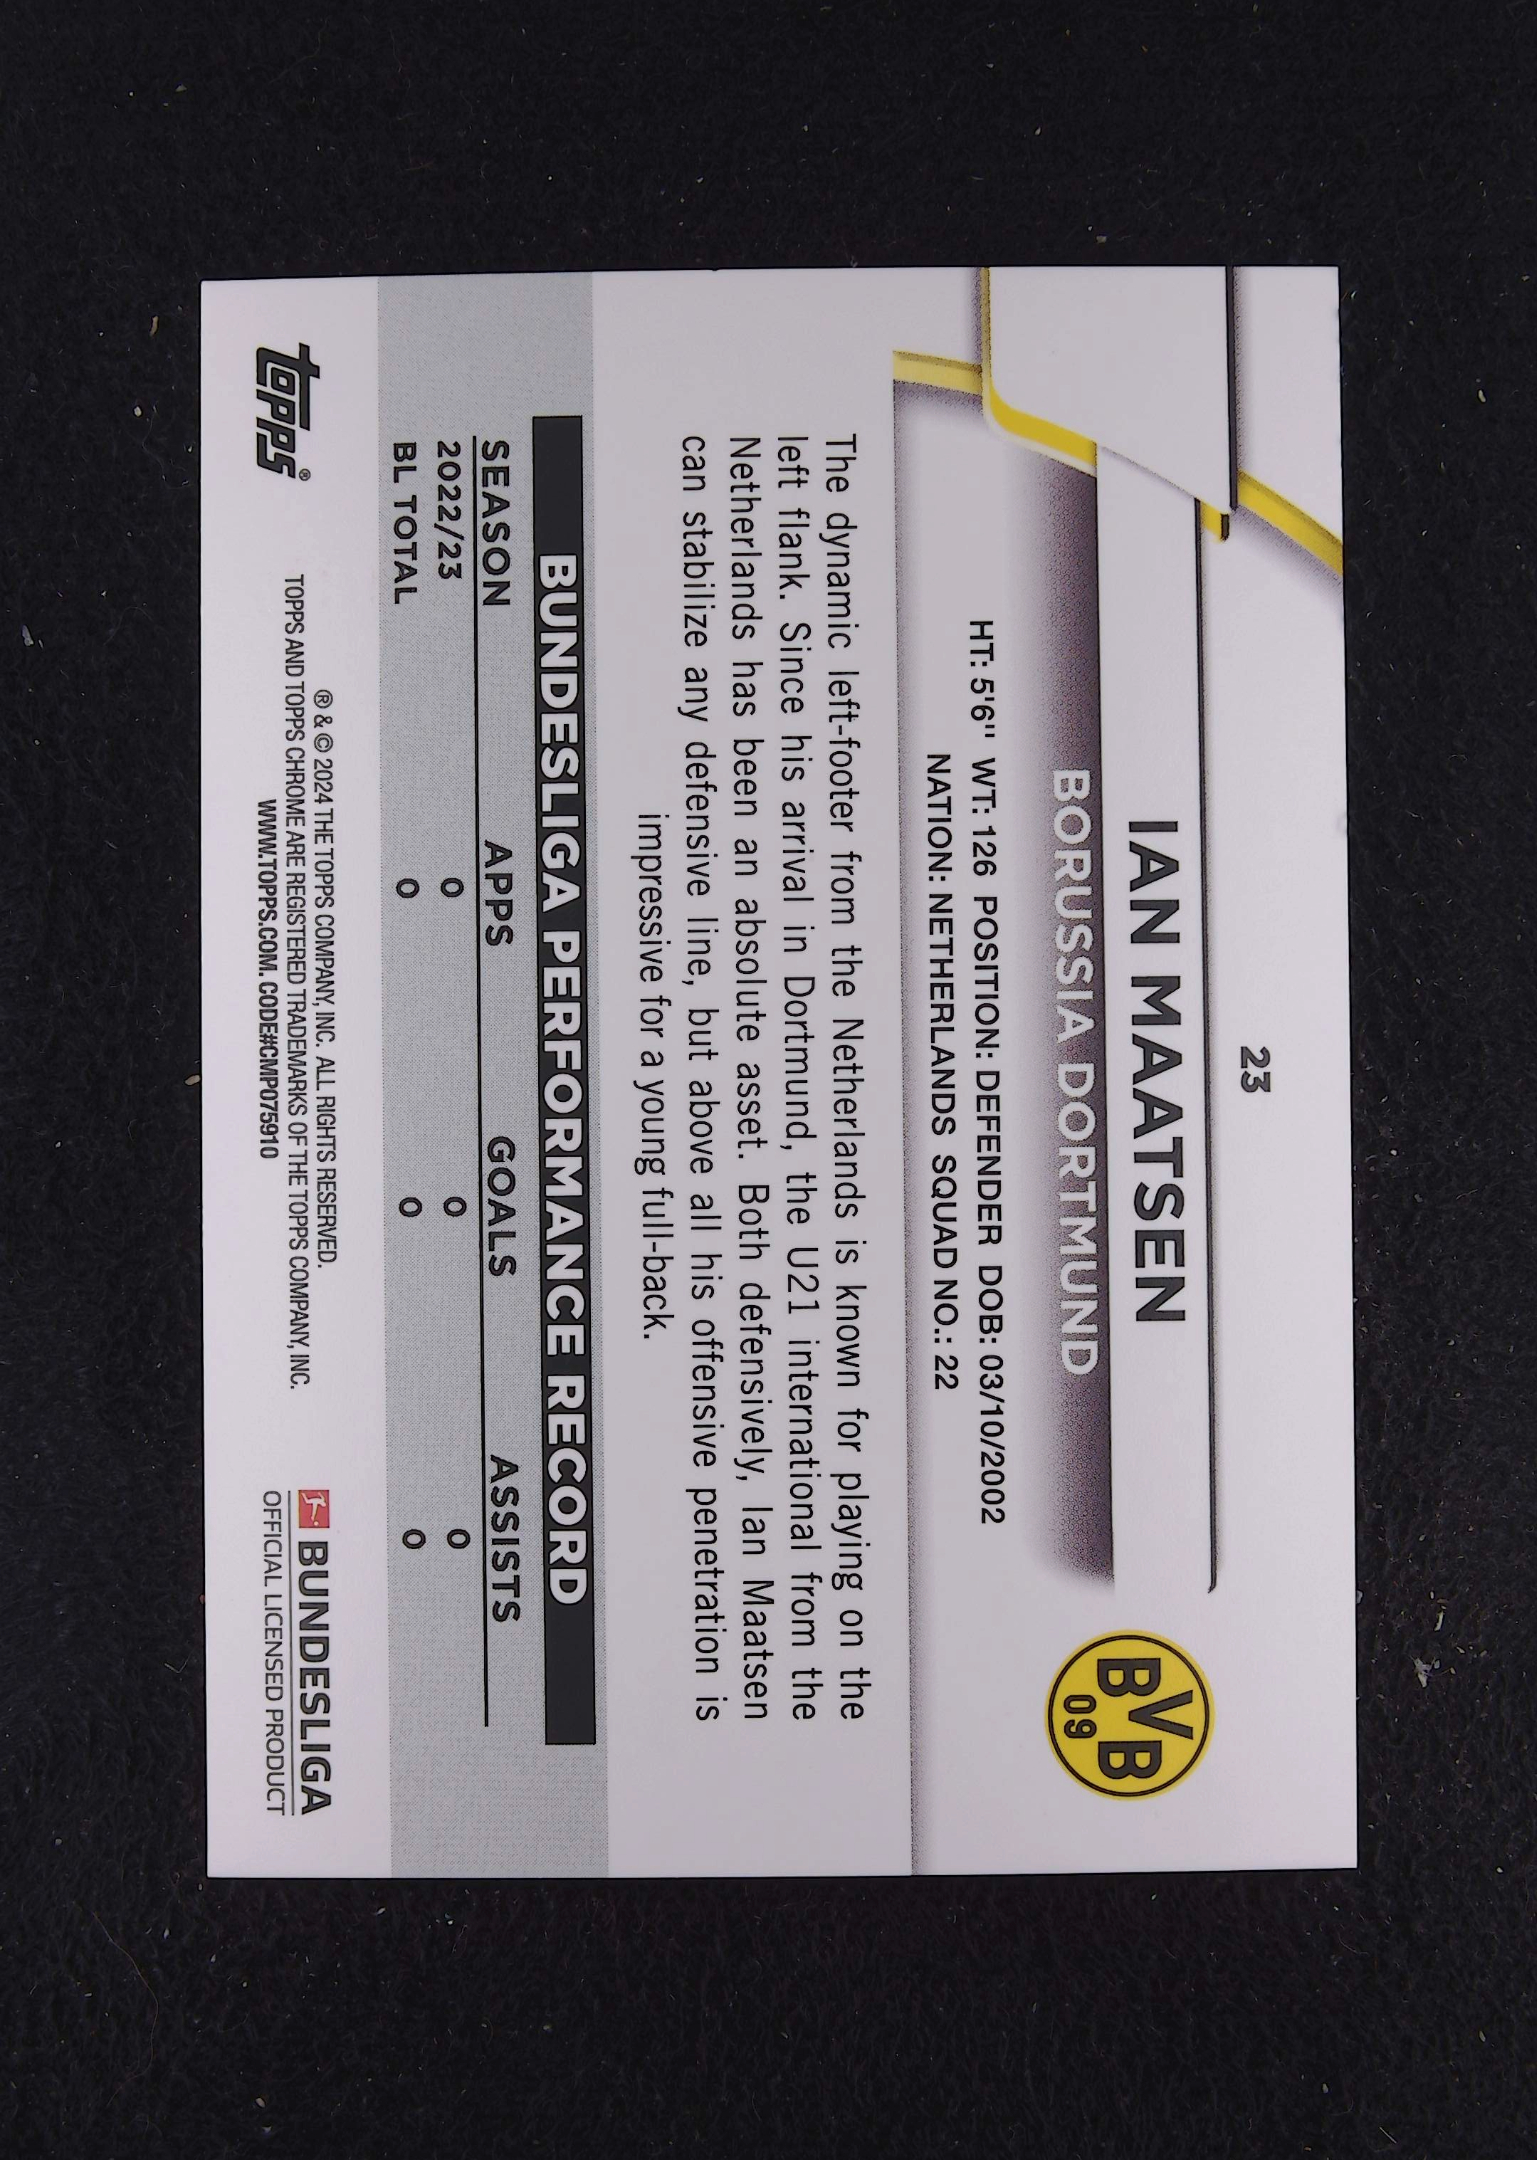 23
IAN MAATSEN
BORUSSIA DORTMUND
BVB
09
HT: 5'6" WT: 126 POSITION: DEFENDER DOB: 03/10/2002
NATION: NETHERLANDS SQUAD NO.: 22
The dynamic left-footer from the Netherlands is known for playing on the
left flank. Since his arrival in Dortmund, the U21 international from the
Netherlands has been an absolute asset. Both defensively, Ian Maatsen
can stabilize any defensive line, but above all his offensive penetration is
impressive for a young full-back.
BUNDESLIGA PERFORMANCE RECORD
SEASON APPS GOALS ASSISTS
2022/23 0 0 0
BL TOTAL 0 0 0
topps®
® & © 2024 THE TOPPS COMPANY, INC. ALL RIGHTS RESERVED.
TOPPS AND TOPPS CHROME ARE REGISTERED TRADEMARKS OF THE TOPPS COMPANY, INC.
WWW.TOPPS.COM. CODE#CMP075910
BUNDESLIGA
OFFICIAL LICENSED PRODUCT